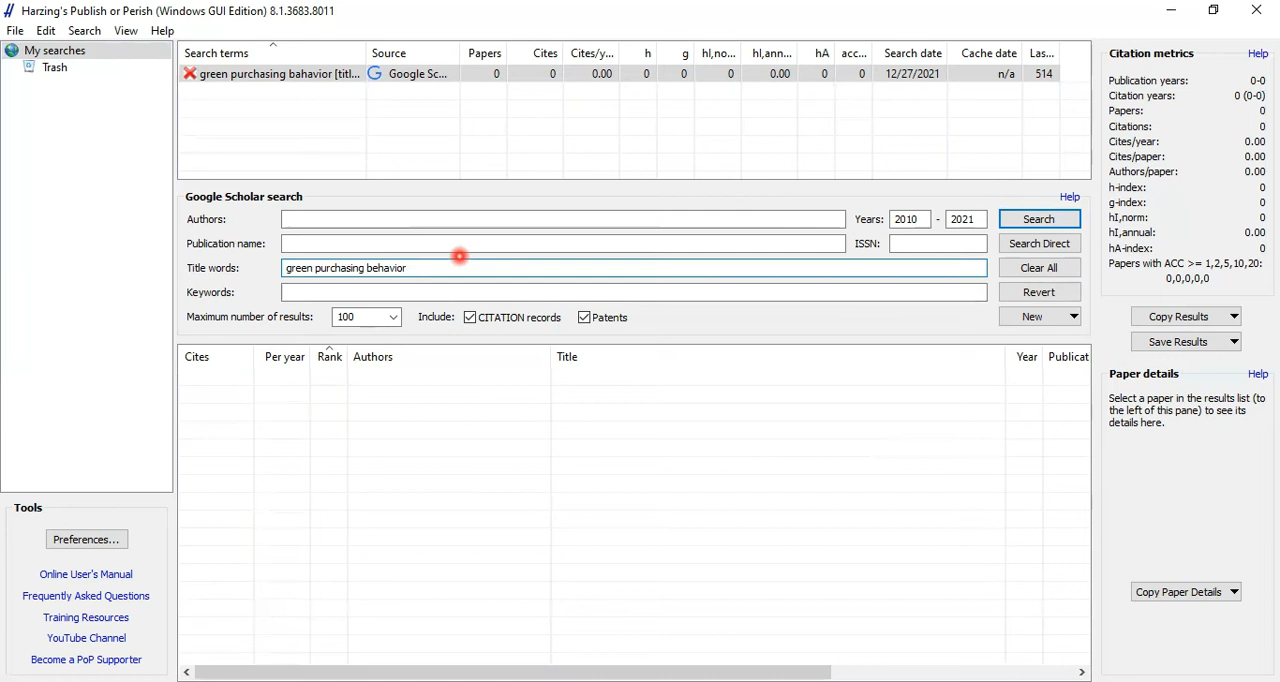 Harzing's Publish or Perish (Windows GUI Edition) 8.1.3683.8011
File Edit Search View Help
My searches
Trash
Search terms Source Papers Cites Cites/y... h g hI,no... hI,ann... hA acc... Search date Cache date Las...
green purchasing bahavior [titl... Google Sc... 0 0 0.00 0 0 0 0.00 0 0 12/27/2021 n/a 514
Google Scholar search Help
Authors: Years: 2010 - 2021 Search
Publication name: ISSN: Search Direct
Title words: green purchasing behavior Clear All
Keywords: Revert
Maximum number of results: 100 Include: CITATION records Patents New
Cites Per year Rank Authors Title Year Publicat
Citation metrics Help
Publication years: 0-0
Citation years: 0 (0-0)
Papers: 0
Citations: 0
Cites/year: 0.00
Cites/paper: 0.00
Authors/paper: 0.00
h-index: 0
g-index: 0
hI,norm: 0
hI,annual: 0.00
hA-index: 0
Papers with ACC >= 1,2,5,10,20:
0,0,0,0,0
Copy Results
Save Results
Paper details Help
Select a paper in the results list (to
the left of this pane) to see its
details here.
Copy Paper Details
Tools
Preferences...
Online User's Manual
Frequently Asked Questions
Training Resources
YouTube Channel
Become a PoP Supporter